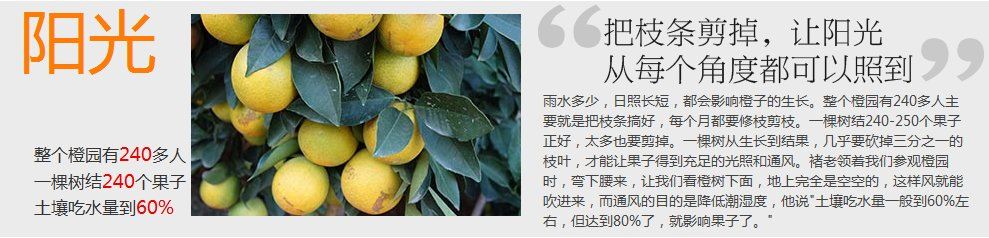 阳光
整个橙园有240多人
一棵树结240个果子
土壤吃水量到60%
“把枝条剪掉，让阳光
从每个角度都可以照到”
雨水多少，日照长短，都会影响橙子的生长。整个橙园有240多人主
要就是把枝条搞好，每个月都要修枝剪枝。一棵树结240-250个果子
正好，太多也要剪掉。一棵树从生长到结果，几乎要砍掉三分之一的
枝叶，才能让果子得到充足的光照和通风。褚老领着我们参观橙园
时，弯下腰来，让我们看橙树下面，地上完全是空空的，这样风就能
吹进来，而通风的目的是降低潮湿度，他说"土壤吃水量一般到60%左
右，但达到80%了，就影响果子了。"